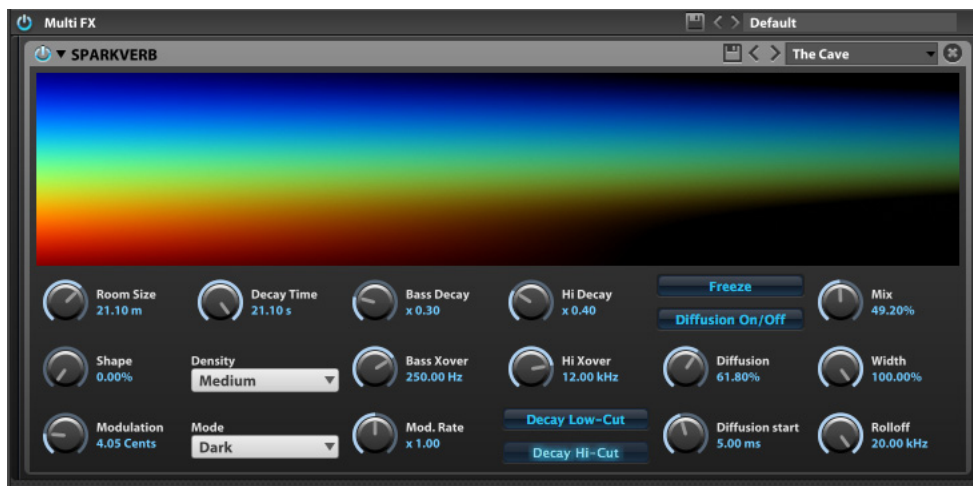 Multi FX
Default
SPARKVERB
The Cave
Room Size
21.10 m
Decay Time
21.10 s
Bass Decay
x 0.30
Hi Decay
x 0.40
Freeze
Diffusion On/Off
Mix
49.20%
Shape
0.00%
Density
Medium
Bass Xover
250.00 Hz
Hi Xover
12.00 kHz
Diffusion
61.80%
Width
100.00%
Modulation
4.05 Cents
Mode
Dark
Mod. Rate
x 1.00
Decay Low-Cut
Decay Hi-Cut
Diffusion start
5.00 ms
Rolloff
20.00 kHz